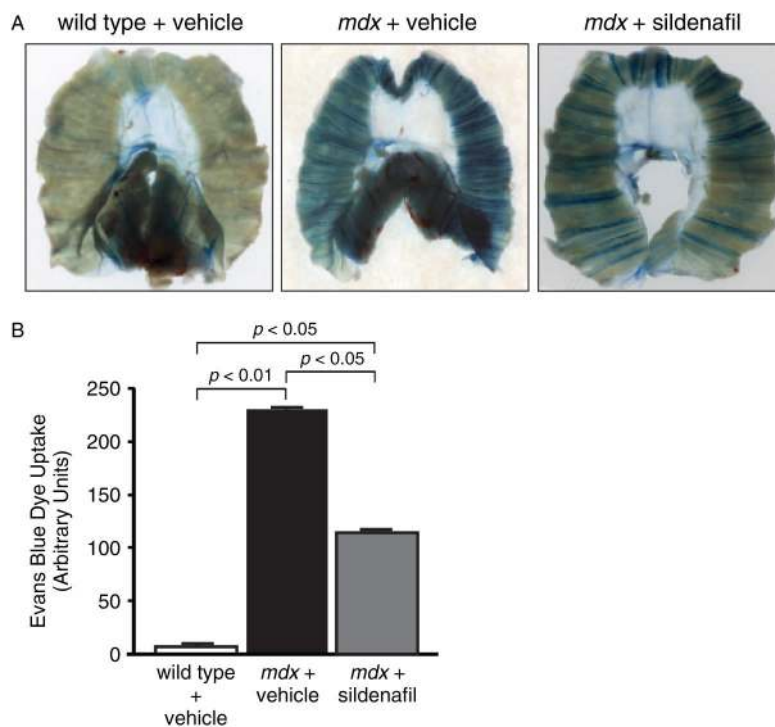 A
wild type + vehicle
mdx + vehicle
mdx + sildenafil
B
p < 0.05
p < 0.01
p < 0.05
Evans Blue Dye Uptake
(Arbitrary Units)
250
200
150
100
50
0
wild type
+
vehicle
mdx +
vehicle
mdx +
sildenafil